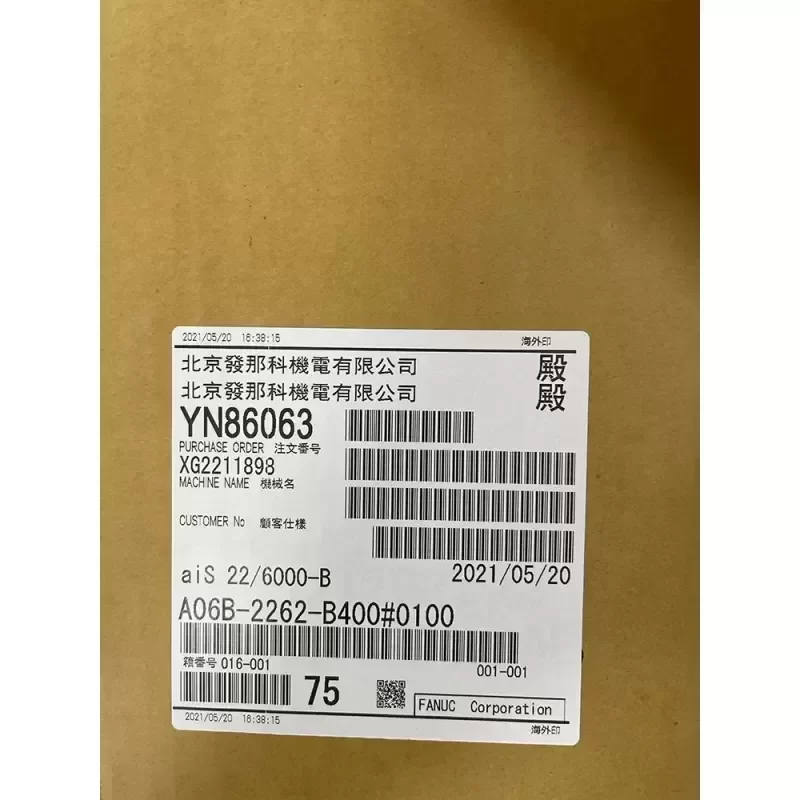 2021/05/20 16:38:15 海外印
北京發那科機電有限公司 殿
北京發那科機電有限公司 殿
YN86063
PURCHASE ORDER 注文番号
XG2211898
MACHINE NAME 機械名
CUSTOMER No 顧客仕様
aiS 22/6000-B 2021/05/20
A06B-2262-B400#0100
箱番号 016-001 001-001
75
FANUC Corporation
2021/05/20 16:38:15 海外印